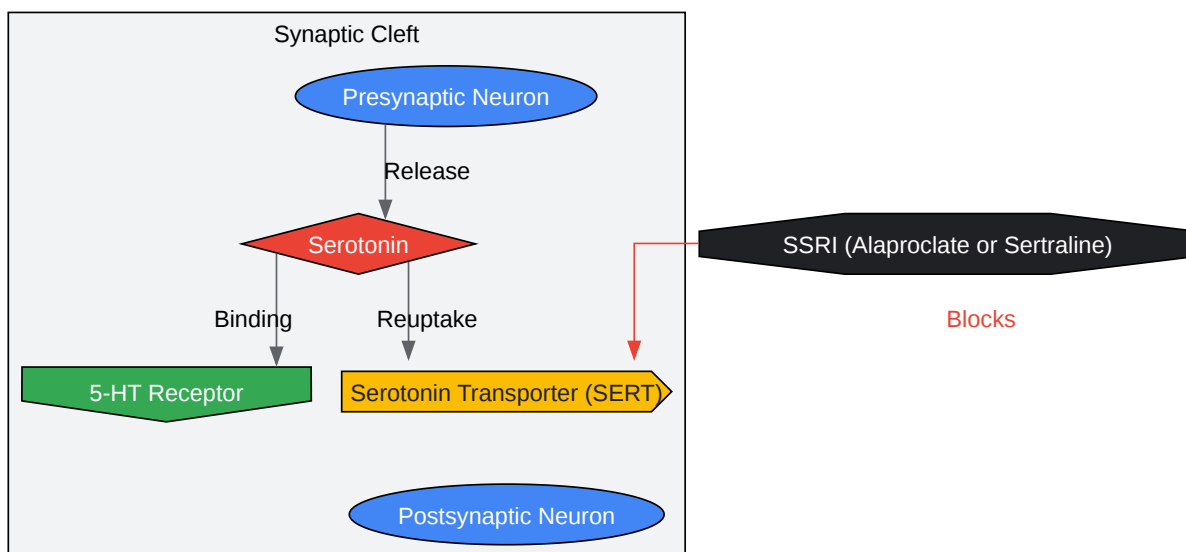 Synaptic Cleft
Presynaptic Neuron
Release
Serotonin
SSRI (Alaproclate or Sertraline)
Binding
Reuptake
Blocks
5-HT Receptor
Serotonin Transporter (SERT)
Postsynaptic Neuron